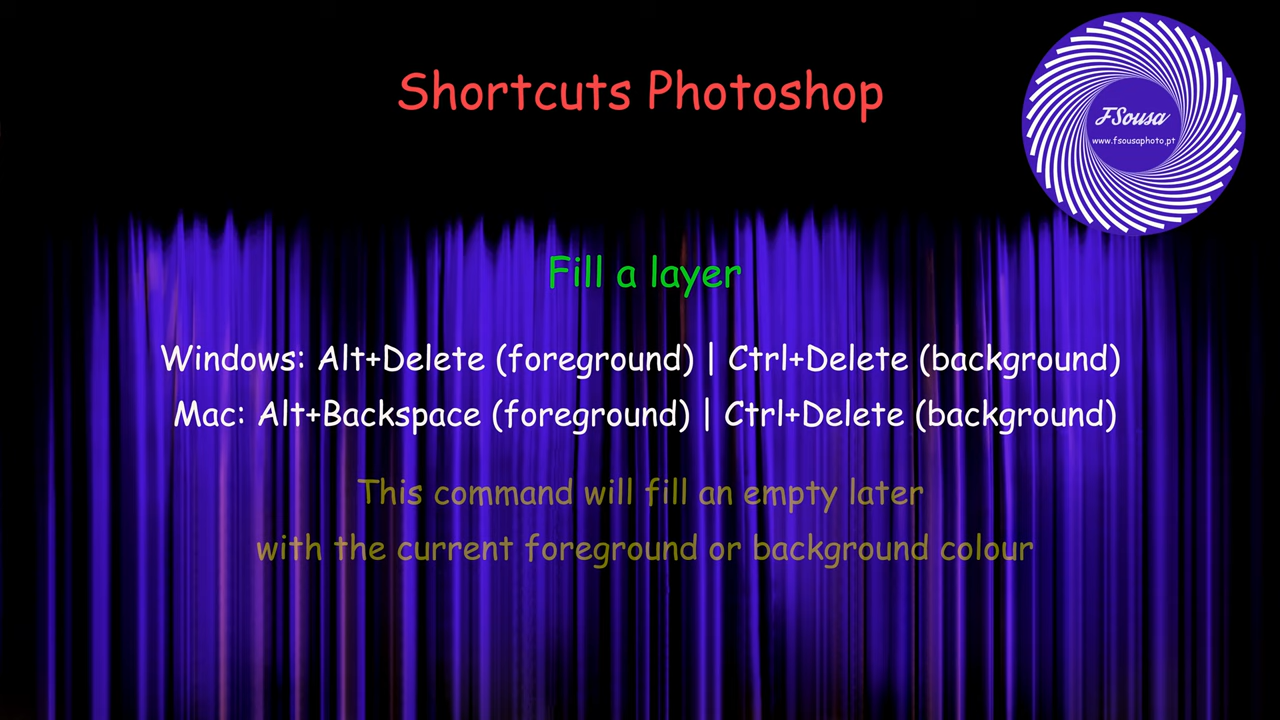 Shortcuts Photoshop
FSousa
www.fsousaphoto.pt
Fill a layer
Windows: Alt+Delete (foreground) | Ctrl+Delete (background)
Mac: Alt+Backspace (foreground) | Ctrl+Delete (background)
This command will fill an empty later
with the current foreground or background colour